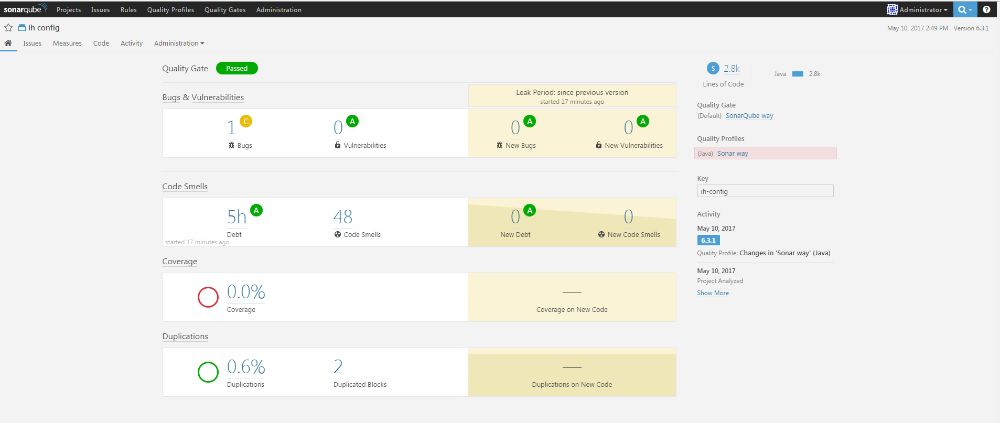 sonarqube Projects Issues Rules Quality Profiles Quality Gates Administration Administrator ?
ih config May 10, 2017 2:49 PM Version 6.3.1
Issues Measures Code Activity Administration
Quality Gate Passed
Leak Period: since previous version
started 17 minutes ago
Bugs & Vulnerabilities
1 C
Bugs
0 A
Vulnerabilities
0 A
New Bugs
0 A
New Vulnerabilities
Code Smells
5h A
Debt
started 17 minutes ago
48
Code Smells
0 A
New Debt
0
New Code Smells
Coverage
0.0%
Coverage
—
Coverage on New Code
Duplications
0.6%
Duplications
2
Duplicated Blocks
—
Duplications on New Code
S 2.8k
Lines of Code
Java 2.8k
Quality Gate
(Default) SonarQube way
Quality Profiles
(Java) Sonar way
Key
ih-config
Activity
May 10, 2017
6.3.1
Quality Profile: Changes in 'Sonar way' (Java)
May 10, 2017
Project Analyzed
Show More